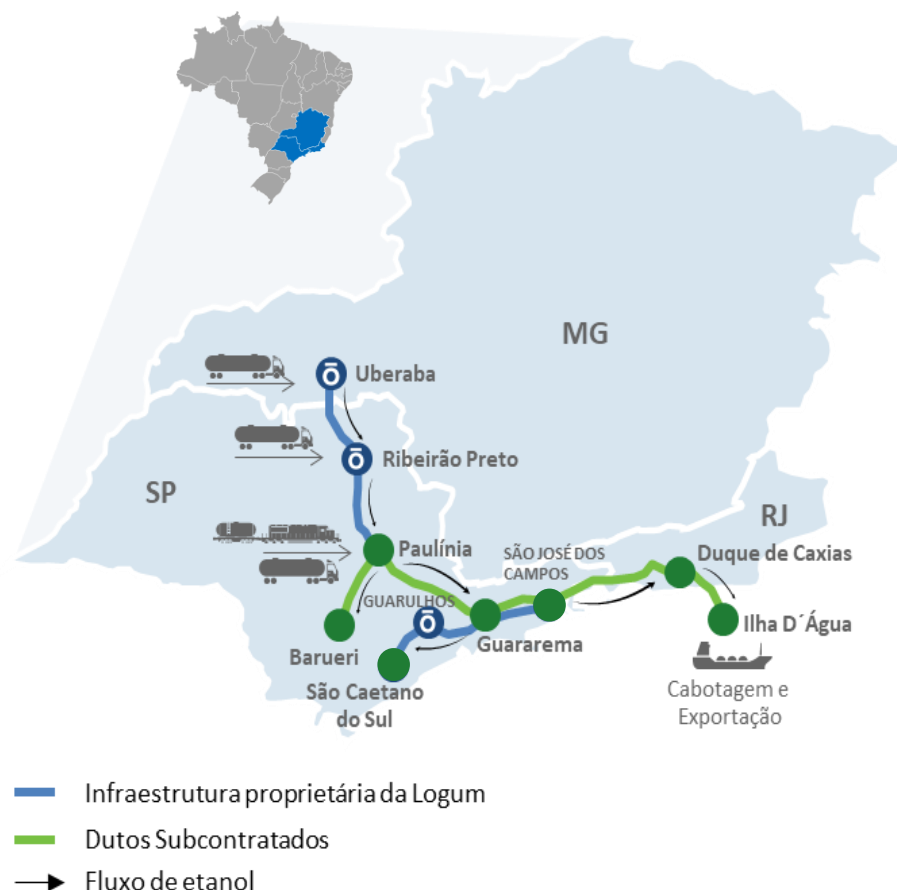 MG
ō Uberaba
ō Ribeirão Preto
SP
RJ
Paulínia
SÃO JOSÉ DOS
CAMPOS
Duque de Caxias
GUARULHOS
ō
Ilha D´Água
Guararema
Barueri
São Caetano
do Sul
Cabotagem e
Exportação
Infraestrutura proprietária da Logum
Dutos Subcontratados
Fluxo de etanol